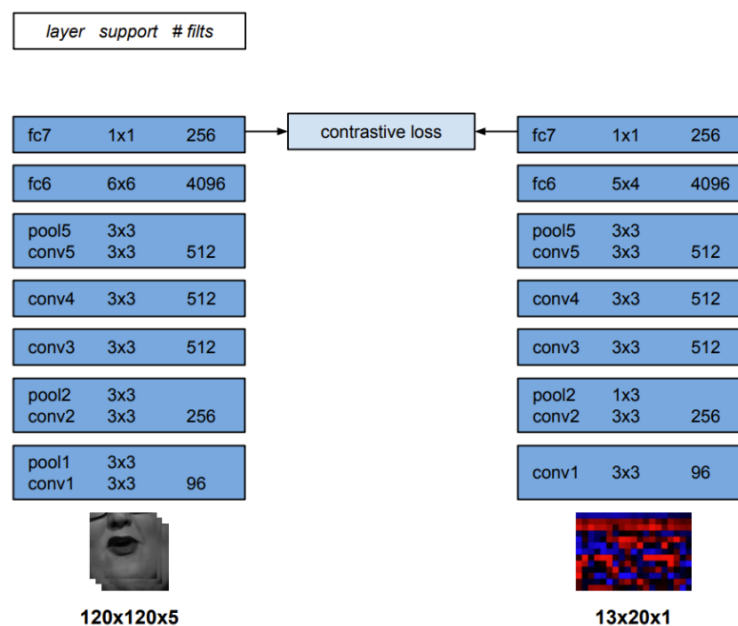 layer support # filts
fc7 1x1 256
contrastive loss
fc7 1x1 256
fc6 6x6 4096
fc6 5x4 4096
pool5 3x3
conv5 3x3 512
pool5 3x3
conv5 3x3 512
conv4 3x3 512
conv4 3x3 512
conv3 3x3 512
conv3 3x3 512
pool2 3x3
conv2 3x3 256
pool2 1x3
conv2 3x3 256
pool1 3x3
conv1 3x3 96
conv1 3x3 96
120x120x5
13x20x1